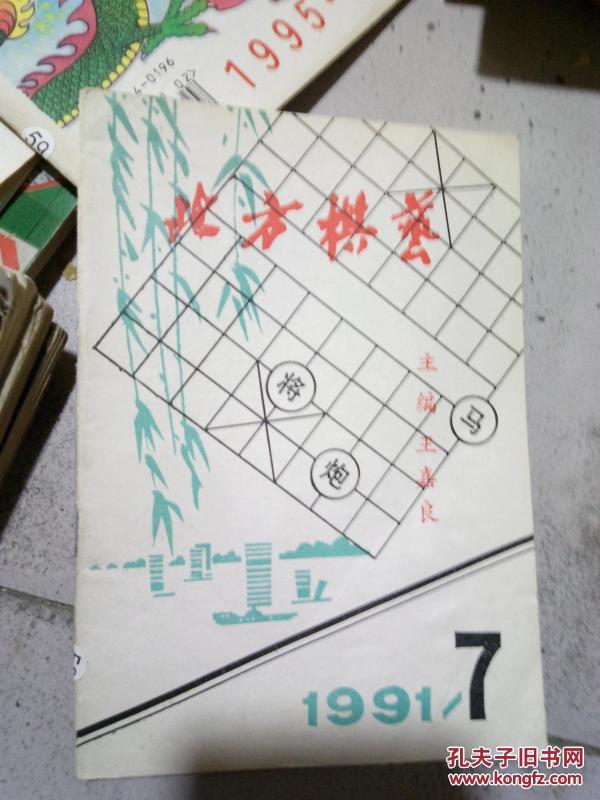 1995
4-0196
02>
59
北方棋艺
主编王嘉良
将
马
炮
1991/7
孔夫子旧书网
www.kongfz.com